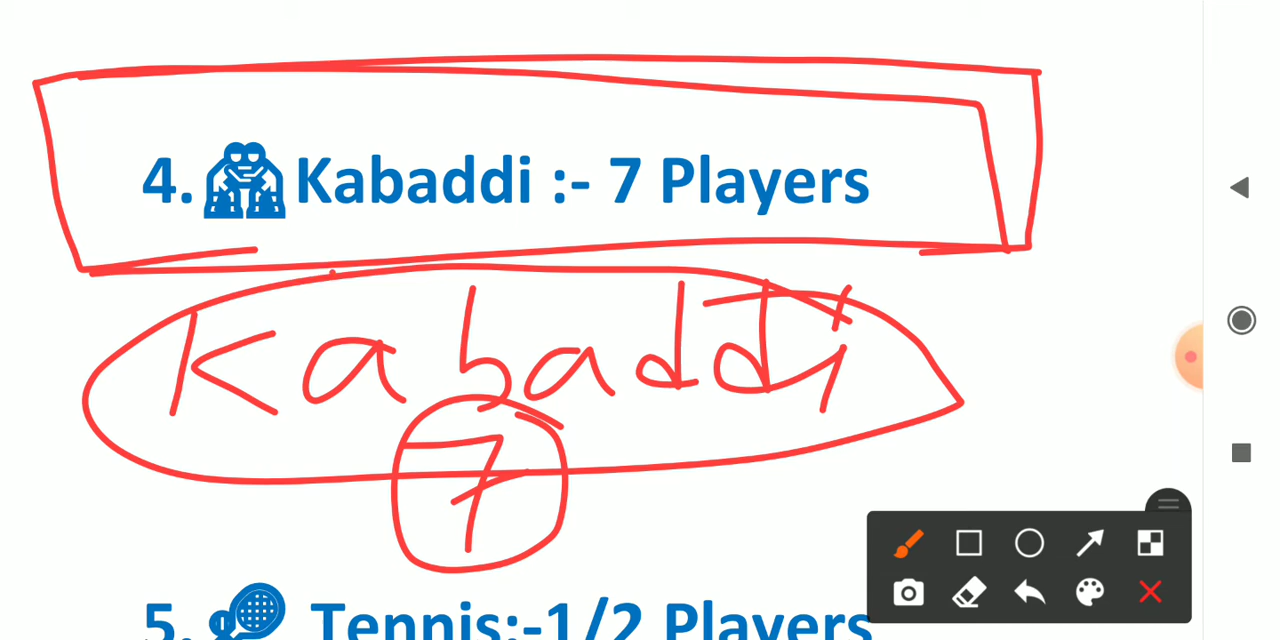 4. Kabaddi :- 7 Players
Kabaddi
7
5. Tennis:-1/2 Players